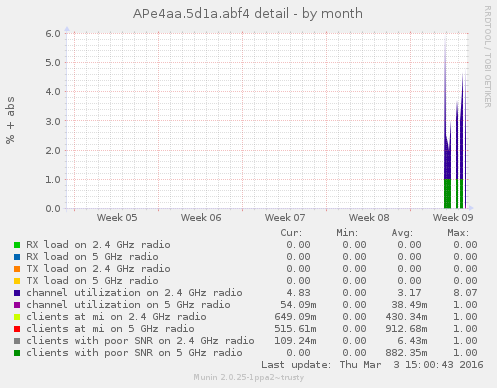 APe4aa.5d1a.abf4 detail - by month
RRDTOOL / TOBI OETIKER
% + abs
6.0
5.0
4.0
3.0
2.0
1.0
0.0
Week 05 Week 06 Week 07 Week 08 Week 09
Cur: Min: Avg: Max:
RX load on 2.4 GHz radio 0.00 0.00 0.00 0.00
RX load on 5 GHz radio 0.00 0.00 0.00 0.00
TX load on 2.4 GHz radio 0.00 0.00 0.00 0.00
TX load on 5 GHz radio 0.00 0.00 0.00 0.00
channel utilization on 2.4 GHz radio 4.83 0.00 3.17 8.07
channel utilization on 5 GHz radio 54.09m 0.00 38.49m 1.00
clients at mi on 2.4 GHz radio 649.09m 0.00 430.34m 1.00
clients at mi on 5 GHz radio 515.61m 0.00 912.68m 1.00
clients with poor SNR on 2.4 GHz radio 109.24m 0.00 6.43m 1.00
clients with poor SNR on 5 GHz radio 0.00 0.00 882.35m 1.00
Last update: Thu Mar 3 15:00:43 2016
Munin 2.0.25-1ppa2~trusty